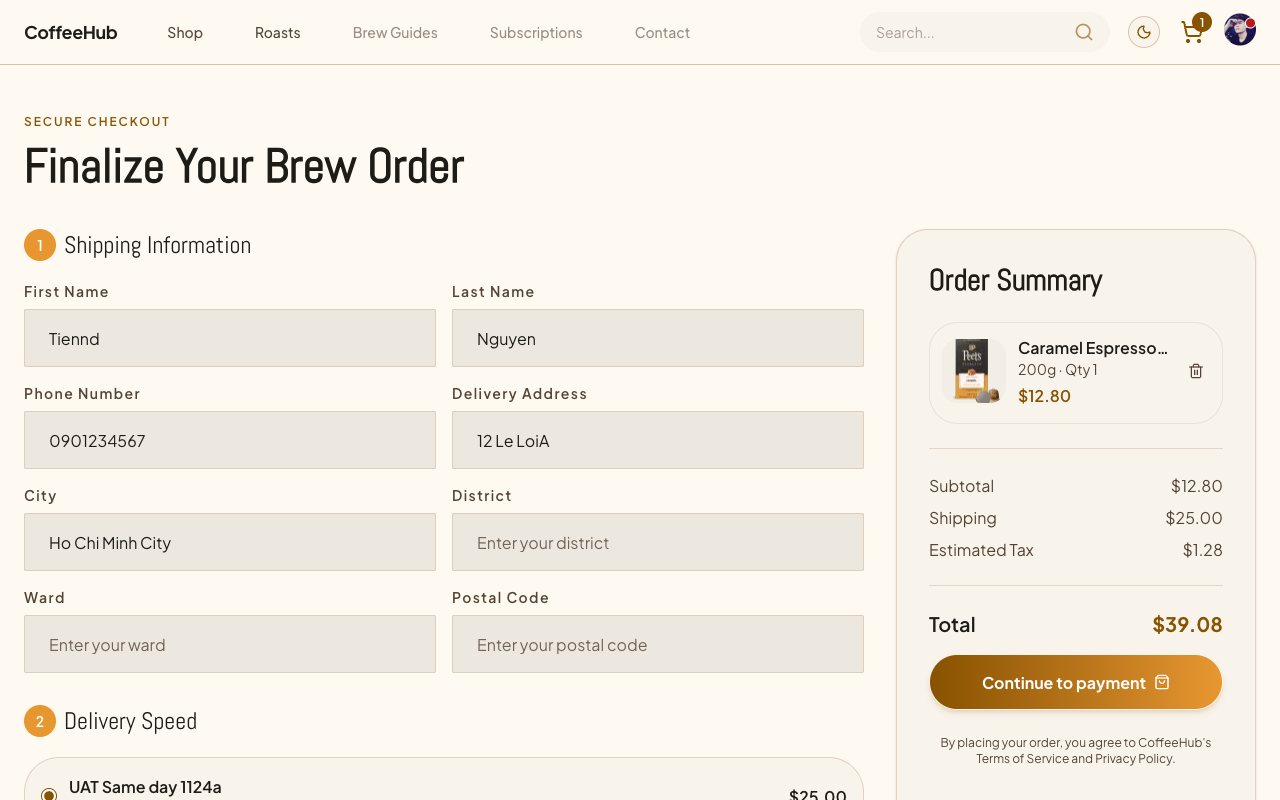 CoffeeHub
Shop
Roasts
Brew Guides
Subscriptions
Contact
Search...
1
SECURE CHECKOUT
Finalize Your Brew Order
1 Shipping Information
First Name
Tiennd
Last Name
Nguyen
Phone Number
0901234567
Delivery Address
12 Le LoiA
City
Ho Chi Minh City
District
Enter your district
Ward
Enter your ward
Postal Code
Enter your postal code
2 Delivery Speed
UAT Same day 1124a
$25.00
Order Summary
Peet's
Caramel Espresso...
200g · Qty 1
$12.80
Subtotal $12.80
Shipping $25.00
Estimated Tax $1.28
Total $39.08
Continue to payment
By placing your order, you agree to CoffeeHub's
Terms of Service and Privacy Policy.